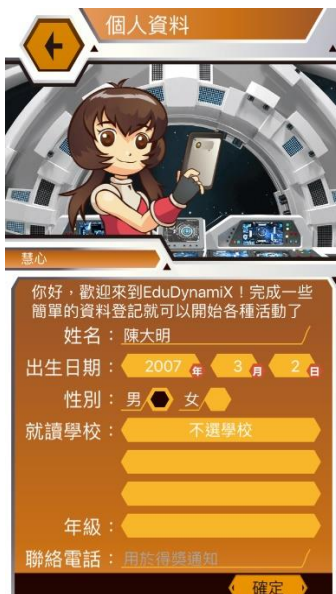 個人資料
慧心
你好，歡迎來到EduDynamiX！完成一些
簡單的資料登記就可以開始各種活動了
姓名：陳大明
出生日期：2007 年 3 月 2 日
性別：男 女
就讀學校：不選學校
年級：
聯絡電話：用於得獎通知
確定